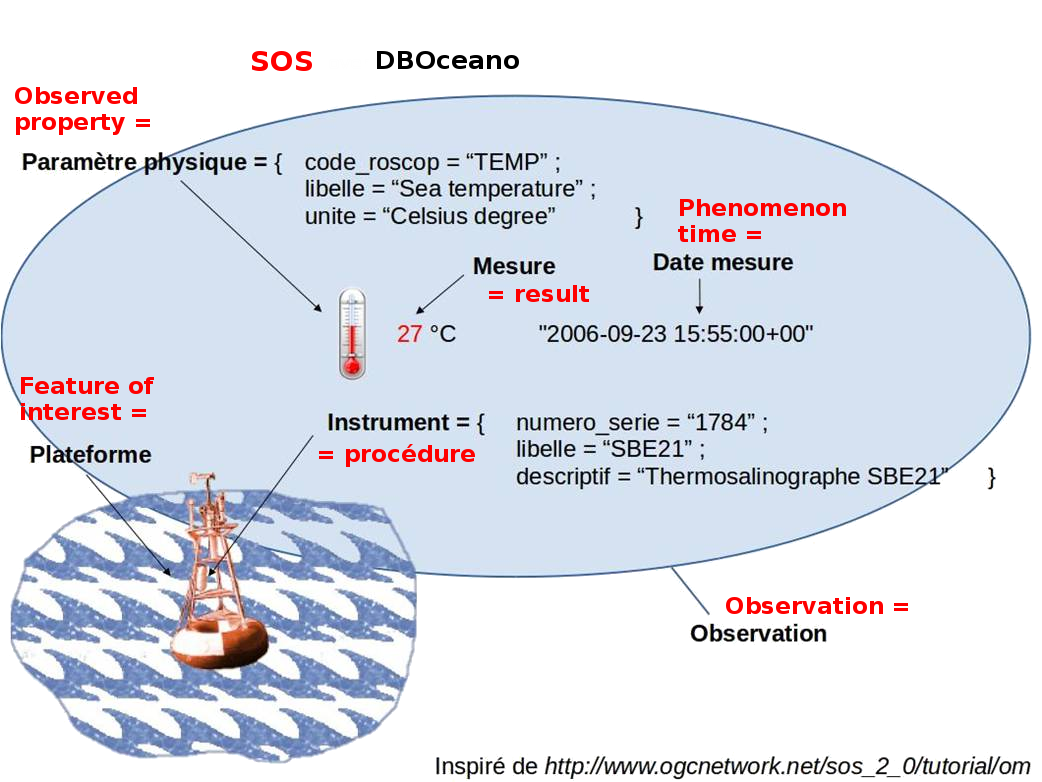 SOS DBOceano
Observed
property =
Paramètre physique = { code_roscop = “TEMP” ;
libelle = “Sea temperature” ;
unite = “Celsius degree” }
Phenomenon
time =
Date mesure
Mesure
= result
27 °C "2006-09-23 15:55:00+00"
Feature of
interest =
Plateforme
Instrument = { numero_serie = “1784” ;
= procédure libelle = “SBE21” ;
descriptif = “Thermosalinographe SBE21” }
Observation =
Observation
Inspiré de http://www.ogcnetwork.net/sos_2_0/tutorial/om